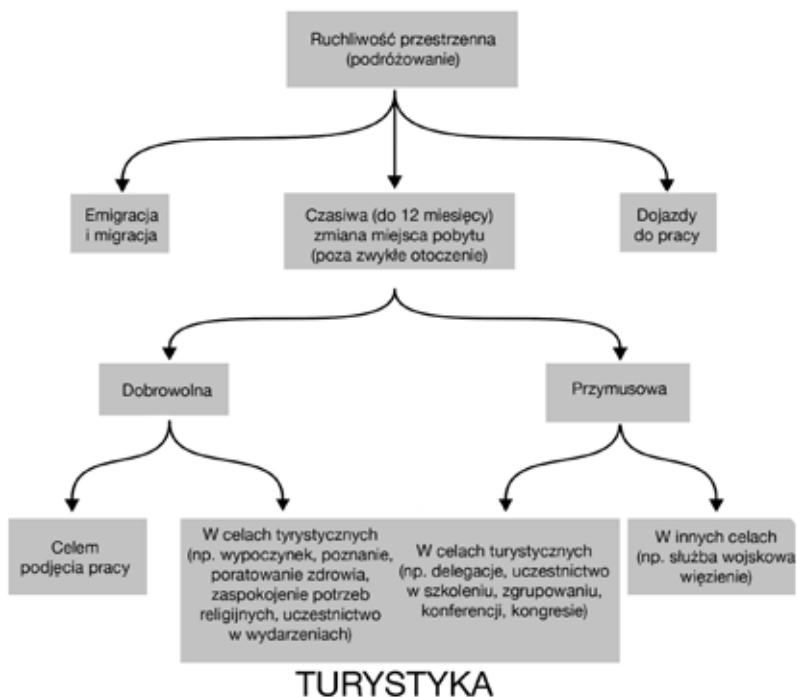 Ruchliwość przestrzenna
(podróżowanie)
Emigracja
i migracja
Czasiwa (do 12 miesięcy)
zmiana miejsca pobytu
(poza zwykłe otoczenie)
Dojazdy
do pracy
Dobrowolna
Przymusowa
Celem
podjęcia pracy
W celach tyrystycznych
(np. wypoczynek, poznanie,
poratowanie zdrowia,
zaspokojenie potrzeb
religijnych, uczestnictwo
w wydarzeniach)
W celach turystycznych
(np. delegacje, uczestnictwo
w szkoleniu, zgrupowaniu,
konferencji, kongresie)
W innych celach
(np. służba wojskowa
więzienie)
TURYSTYKA